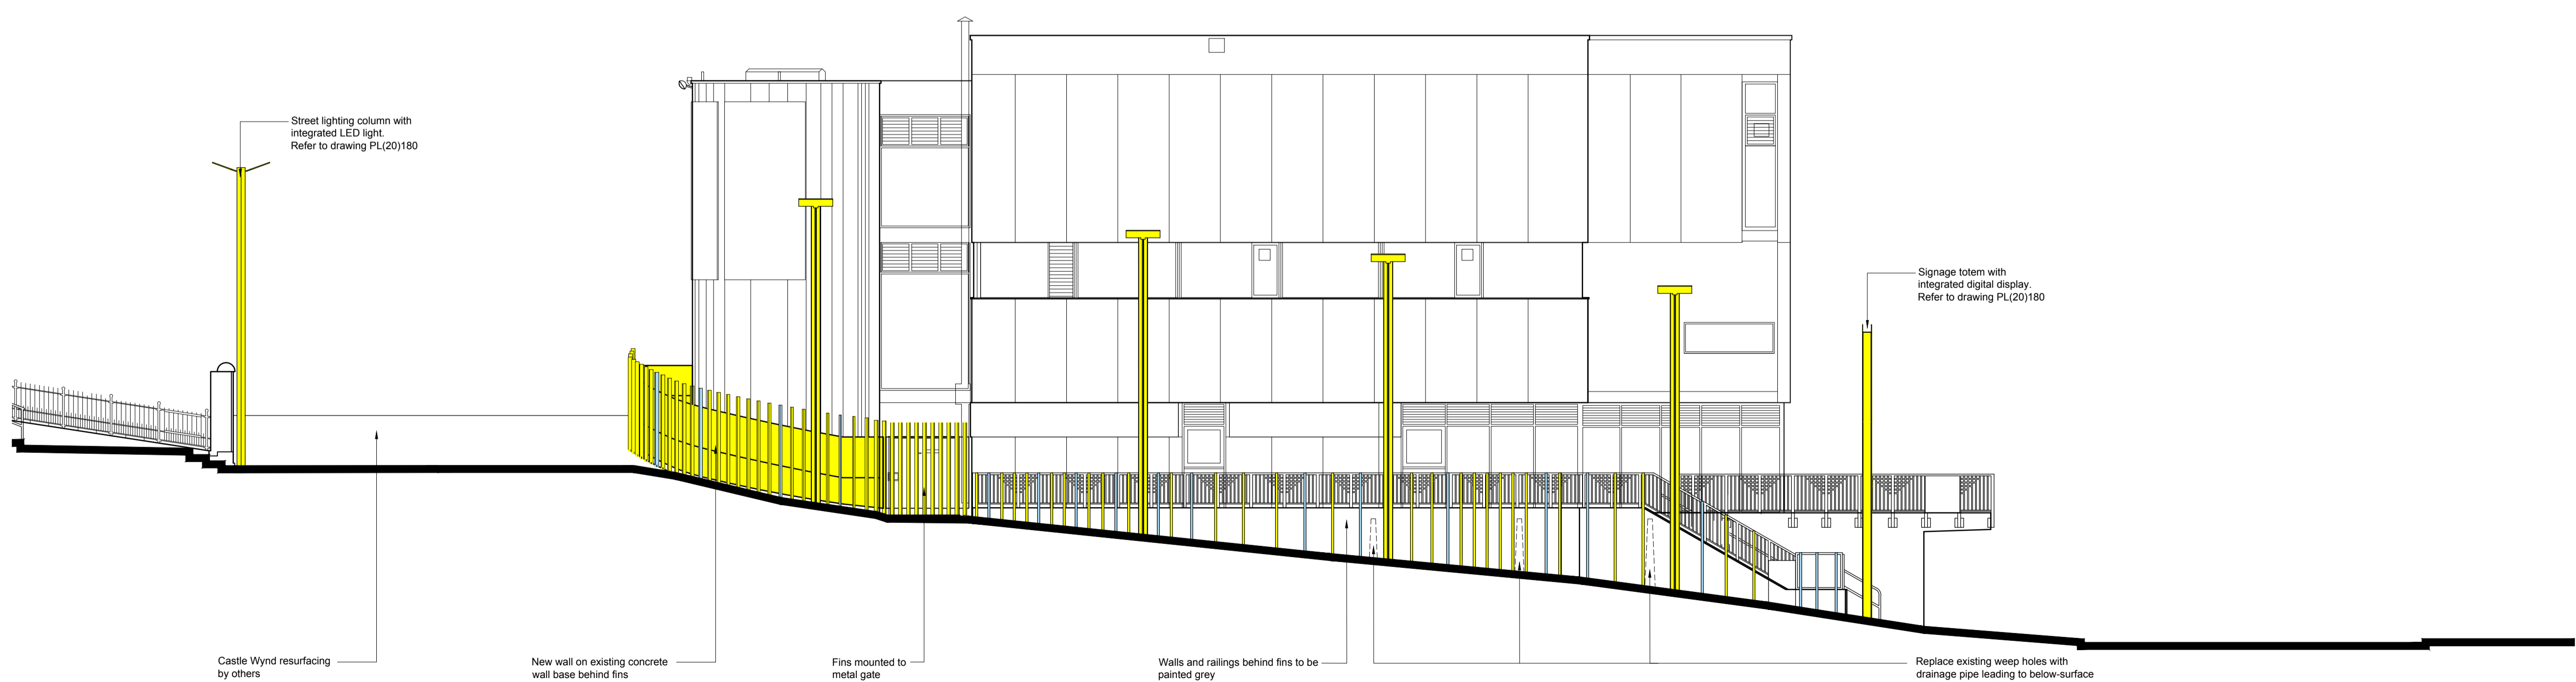 Street lighting column with
integrated LED light.
Refer to drawing PL(20)180
Signage totem with
integrated digital display.
Refer to drawing PL(20)180
Castle Wynd resurfacing
by others
New wall on existing concrete
wall base behind fins
Fins mounted to
metal gate
Walls and railings behind fins to be
painted grey
Replace existing weep holes with
drainage pipe leading to below-surface